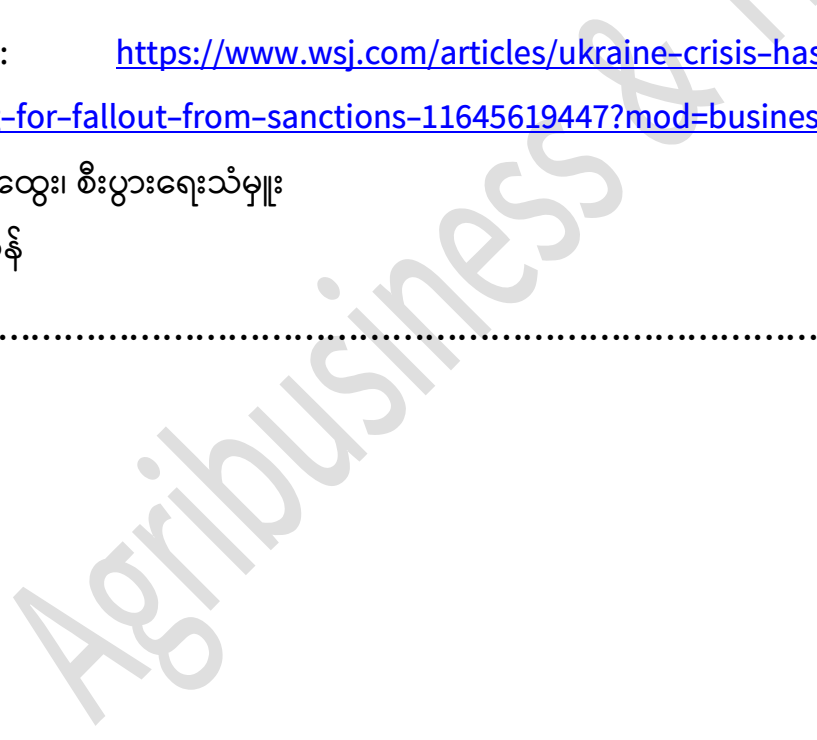 : https://www.wsj.com/articles/ukraine-crisis-has
-for-fallout-from-sanctions-11645619447?mod=busines
ထွေး၊ စီးပွားရေးသံမှူး
……………………………………………………………………
Agribusiness &